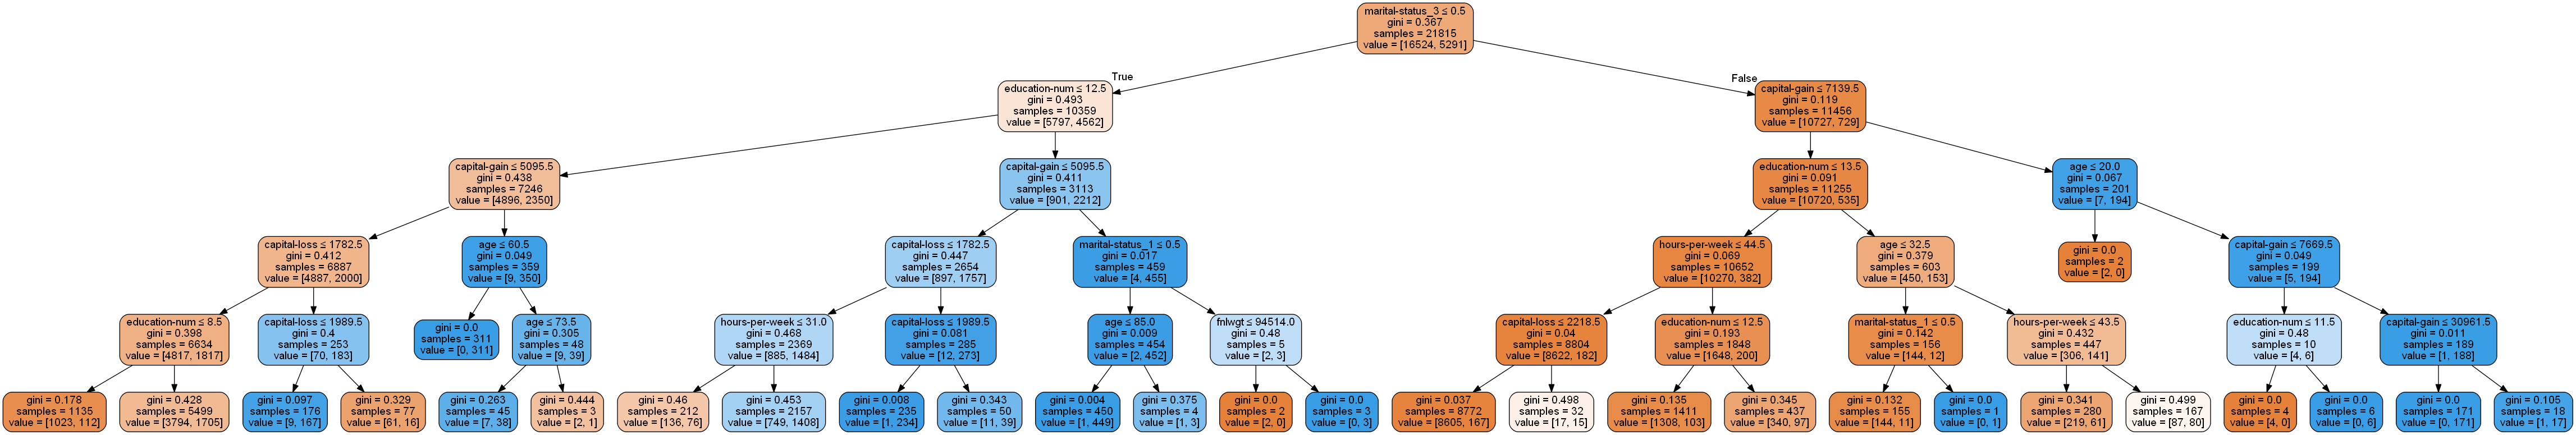 marital-status_3 ≤ 0.5
gini = 0.367
samples = 21815
value = [16524, 5291]
True
False
education-num ≤ 12.5
gini = 0.493
samples = 10359
value = [5797, 4562]
capital-gain ≤ 7139.5
gini = 0.119
samples = 11456
value = [10727, 729]
capital-gain ≤ 5095.5
gini = 0.438
samples = 7246
value = [4896, 2350]
capital-gain ≤ 5095.5
gini = 0.411
samples = 3113
value = [901, 2212]
education-num ≤ 13.5
gini = 0.091
samples = 11255
value = [10720, 535]
age ≤ 20.0
gini = 0.067
samples = 201
value = [7, 194]
capital-loss ≤ 1782.5
gini = 0.412
samples = 6887
value = [4887, 2000]
age ≤ 60.5
gini = 0.049
samples = 359
value = [9, 350]
capital-loss ≤ 1782.5
gini = 0.447
samples = 2654
value = [897, 1757]
marital-status_1 ≤ 0.5
gini = 0.017
samples = 459
value = [4, 455]
hours-per-week ≤ 44.5
gini = 0.069
samples = 10652
value = [10270, 382]
age ≤ 32.5
gini = 0.379
samples = 603
value = [450, 153]
gini = 0.0
samples = 2
value = [2, 0]
capital-gain ≤ 7669.5
gini = 0.049
samples = 199
value = [5, 194]
education-num ≤ 8.5
gini = 0.398
samples = 6634
value = [4817, 1817]
capital-loss ≤ 1989.5
gini = 0.4
samples = 253
value = [70, 183]
gini = 0.0
samples = 311
value = [0, 311]
age ≤ 73.5
gini = 0.305
samples = 48
value = [9, 39]
hours-per-week ≤ 31.0
gini = 0.468
samples = 2369
value = [885, 1484]
capital-loss ≤ 1989.5
gini = 0.081
samples = 285
value = [12, 273]
age ≤ 85.0
gini = 0.009
samples = 454
value = [2, 452]
fnlwgt ≤ 94514.0
gini = 0.48
samples = 5
value = [2, 3]
capital-loss ≤ 2218.5
gini = 0.04
samples = 8804
value = [8622, 182]
education-num ≤ 12.5
gini = 0.193
samples = 1848
value = [1648, 200]
marital-status_1 ≤ 0.5
gini = 0.142
samples = 156
value = [144, 12]
hours-per-week ≤ 43.5
gini = 0.432
samples = 447
value = [306, 141]
education-num ≤ 11.5
gini = 0.48
samples = 10
value = [4, 6]
capital-gain ≤ 30961.5
gini = 0.011
samples = 189
value = [1, 188]
gini = 0.178
samples = 1135
value = [1023, 112]
gini = 0.428
samples = 5499
value = [3794, 1705]
gini = 0.097
samples = 176
value = [9, 167]
gini = 0.329
samples = 77
value = [61, 16]
gini = 0.263
samples = 45
value = [7, 38]
gini = 0.444
samples = 3
value = [2, 1]
gini = 0.46
samples = 212
value = [136, 76]
gini = 0.453
samples = 2157
value = [749, 1408]
gini = 0.008
samples = 235
value = [1, 234]
gini = 0.343
samples = 50
value = [11, 39]
gini = 0.004
samples = 450
value = [1, 449]
gini = 0.375
samples = 4
value = [1, 3]
gini = 0.0
samples = 2
value = [2, 0]
gini = 0.0
samples = 3
value = [0, 3]
gini = 0.037
samples = 8772
value = [8605, 167]
gini = 0.498
samples = 32
value = [17, 15]
gini = 0.135
samples = 1411
value = [1308, 103]
gini = 0.345
samples = 437
value = [340, 97]
gini = 0.132
samples = 155
value = [144, 11]
gini = 0.0
samples = 1
value = [0, 1]
gini = 0.341
samples = 280
value = [219, 61]
gini = 0.499
samples = 167
value = [87, 80]
gini = 0.0
samples = 4
value = [4, 0]
gini = 0.0
samples = 6
value = [0, 6]
gini = 0.0
samples = 171
value = [0, 171]
gini = 0.105
samples = 18
value = [1, 17]